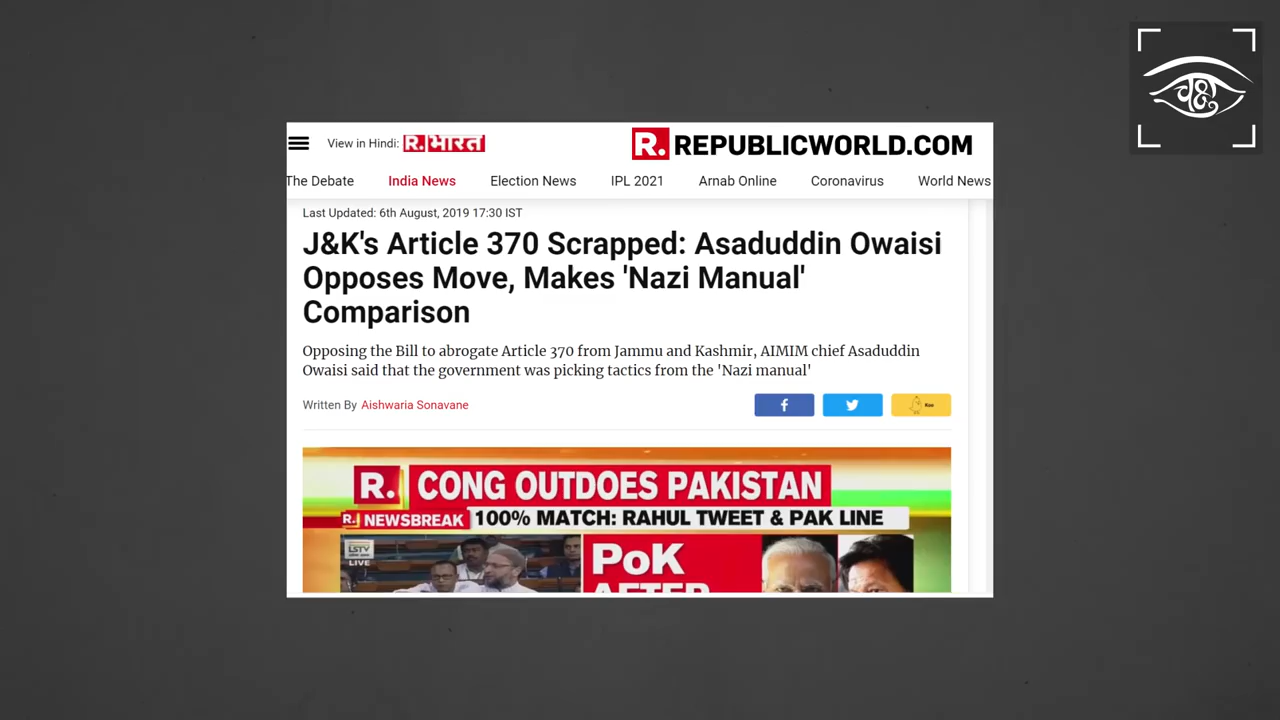 View in Hindi: R. भारत
R. REPUBLICWORLD.COM
The Debate India News Election News IPL 2021 Arnab Online Coronavirus World News
Last Updated: 6th August, 2019 17:30 IST
J&K's Article 370 Scrapped: Asaduddin Owaisi
Opposes Move, Makes 'Nazi Manual'
Comparison
Opposing the Bill to abrogate Article 370 from Jammu and Kashmir, AIMIM chief Asaduddin
Owaisi said that the government was picking tactics from the 'Nazi manual'
Written By Aishwaria Sonavane
Koo
R. CONG OUTDOES PAKISTAN
R. NEWSBREAK 100% MATCH: RAHUL TWEET & PAK LINE
LSTV
LIVE
PoK
AFTER